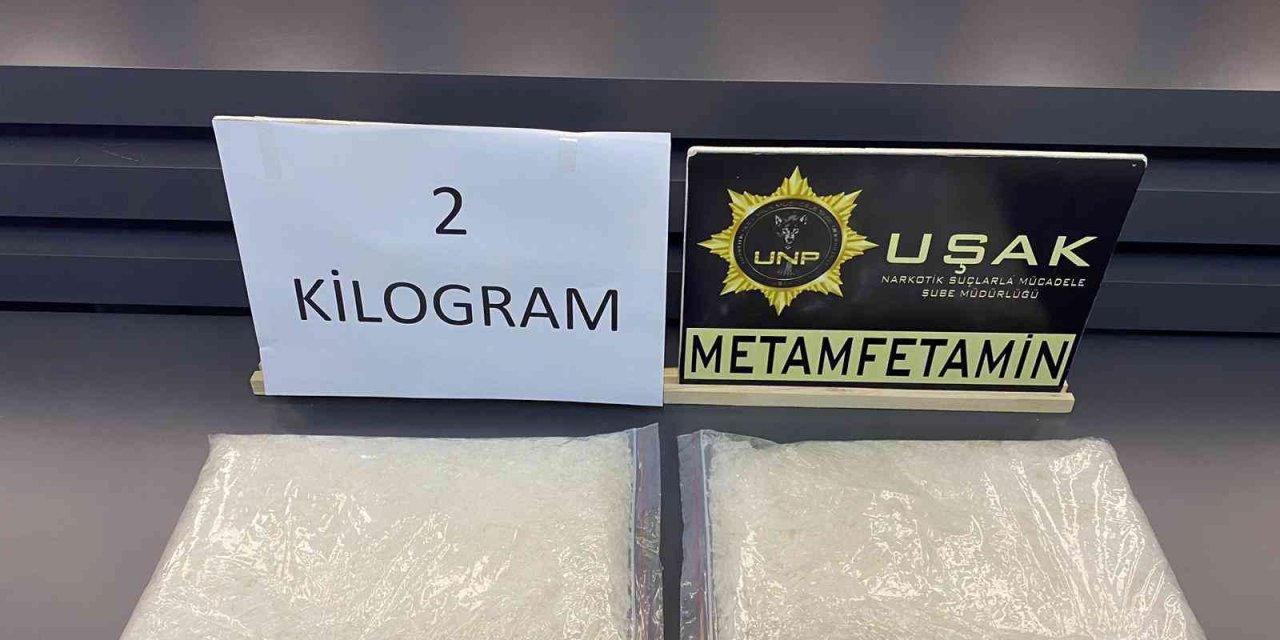 2
KİLOGRAM
UNP
UŞAK
NARKOTİK SUÇLARLA MÜCADELE
ŞUBE MÜDÜRLÜĞÜ
METAMFETAMİN